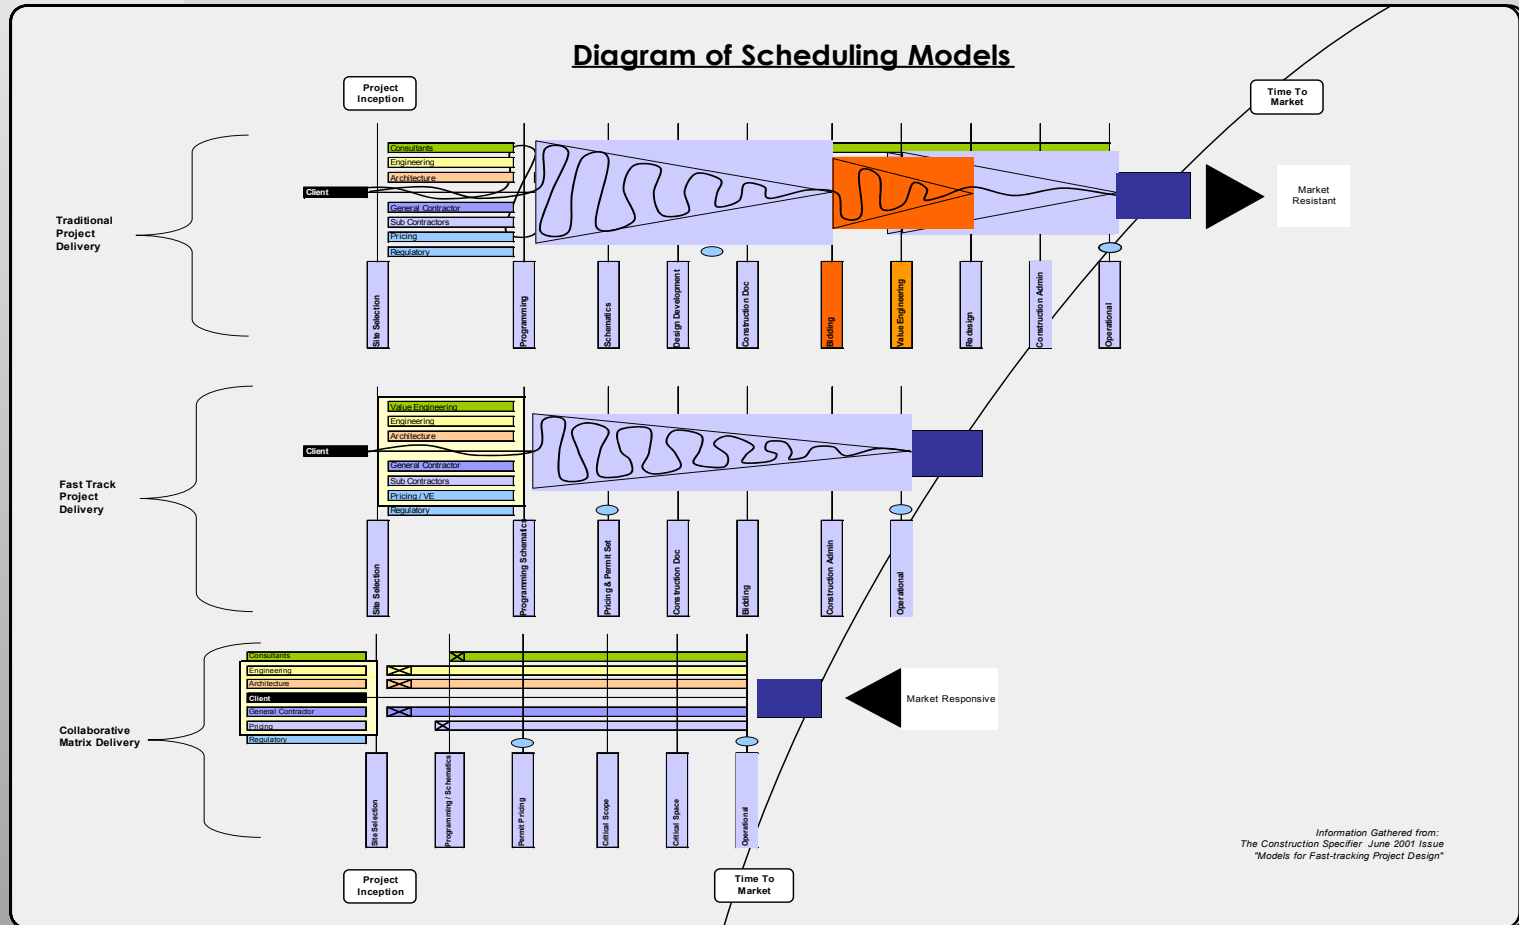 Diagram of Scheduling Models
Project
Inception
Time To
Market
Traditional
Project
Delivery
Client
Consultants
Engineering
Architecture
General Contractor
Sub Contractors
Pricing
Regulatory
Market
Resistant
Site Selection
Programming
Schematics
Design Development
Construction Doc
Bidding
Value Engineering
Redesign
Construction Admin
Operational
Fast Track
Project
Delivery
Client
Value Engineering
Engineering
Architecture
General Contractor
Sub Contractors
Pricing / VE
Regulatory
Site Selection
Programming Schematics
Pricing & Permit Set
Construction Doc
Bidding
Construction Admin
Operational
Collaborative
Matrix Delivery
Consultants
Engineering
Architecture
Client
General Contractor
Pricing
Regulatory
Market Responsive
Site Selection
Programming / Schematics
Permit Pricing
Critical Scope
Critical Space
Operational
Project
Inception
Time To
Market
Information Gathered from:
The Construction Specifier June 2001 Issue
"Models for Fast-tracking Project Design"